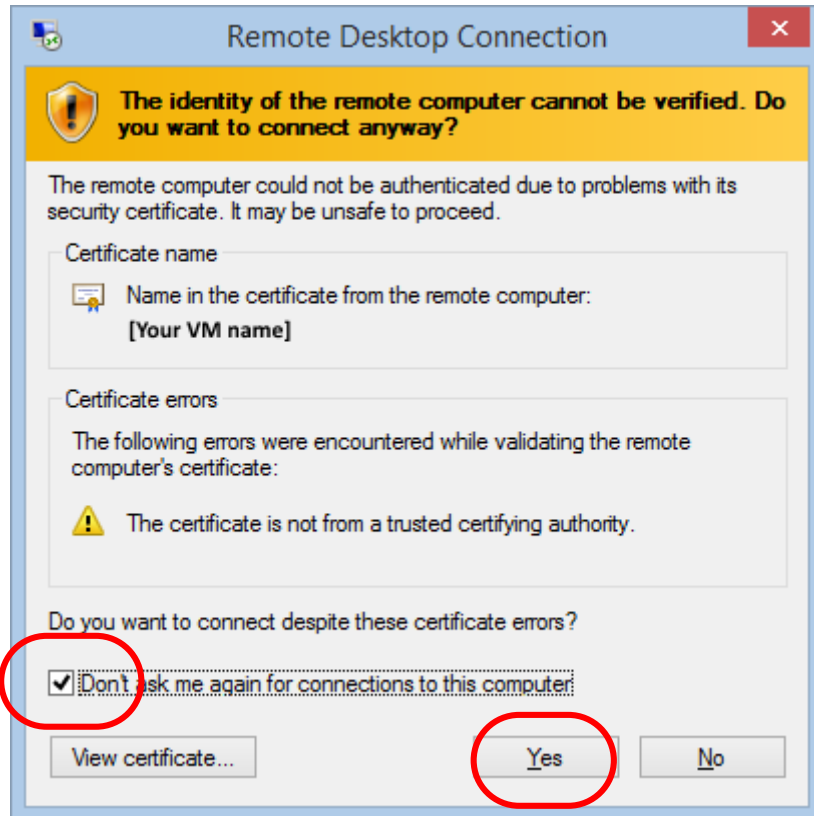 Remote Desktop Connection
The identity of the remote computer cannot be verified. Do
you want to connect anyway?
The remote computer could not be authenticated due to problems with its
security certificate. It may be unsafe to proceed.
Certificate name
Name in the certificate from the remote computer:
[Your VM name]
Certificate errors
The following errors were encountered while validating the remote
computer's certificate:
The certificate is not from a trusted certifying authority.
Do you want to connect despite these certificate errors?
Don't ask me again for connections to this computer
View certificate... Yes No